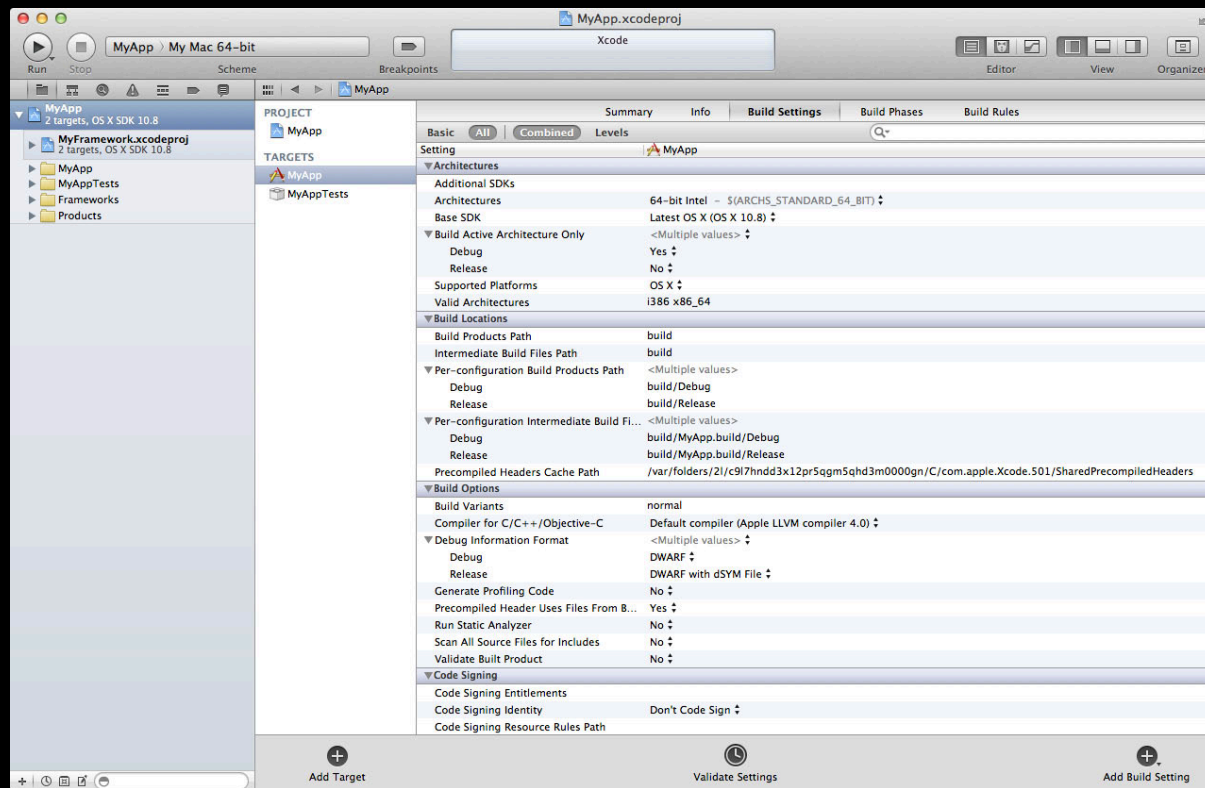 MyApp.xcodeproj
MyApp 〉 My Mac 64-bit
Xcode
Run Stop Scheme Breakpoints Editor View Organizer
MyApp
MyApp
2 targets, OS X SDK 10.8
MyFramework.xcodeproj
2 targets, OS X SDK 10.8
MyApp
MyAppTests
Frameworks
Products
PROJECT
MyApp
TARGETS
MyApp
MyAppTests
Summary Info Build Settings Build Phases Build Rules
Basic All Combined Levels
Setting MyApp
Architectures
Additional SDKs
Architectures 64-bit Intel – $(ARCHS_STANDARD_64_BIT)
Base SDK Latest OS X (OS X 10.8)
Build Active Architecture Only <Multiple values>
Debug Yes
Release No
Supported Platforms OS X
Valid Architectures i386 x86_64
Build Locations
Build Products Path build
Intermediate Build Files Path build
Per-configuration Build Products Path <Multiple values>
Debug build/Debug
Release build/Release
Per-configuration Intermediate Build Fi... <Multiple values>
Debug build/MyApp.build/Debug
Release build/MyApp.build/Release
Precompiled Headers Cache Path /var/folders/2l/c9l7hndd3x12pr5qgm5qhd3m0000gn/C/com.apple.Xcode.501/SharedPrecompiledHeaders
Build Options
Build Variants normal
Compiler for C/C++/Objective-C Default compiler (Apple LLVM compiler 4.0)
Debug Information Format <Multiple values>
Debug DWARF
Release DWARF with dSYM File
Generate Profiling Code No
Precompiled Header Uses Files From B... Yes
Run Static Analyzer No
Scan All Source Files for Includes No
Validate Built Product No
Code Signing
Code Signing Entitlements
Code Signing Identity Don't Code Sign
Code Signing Resource Rules Path
Add Target Validate Settings Add Build Setting